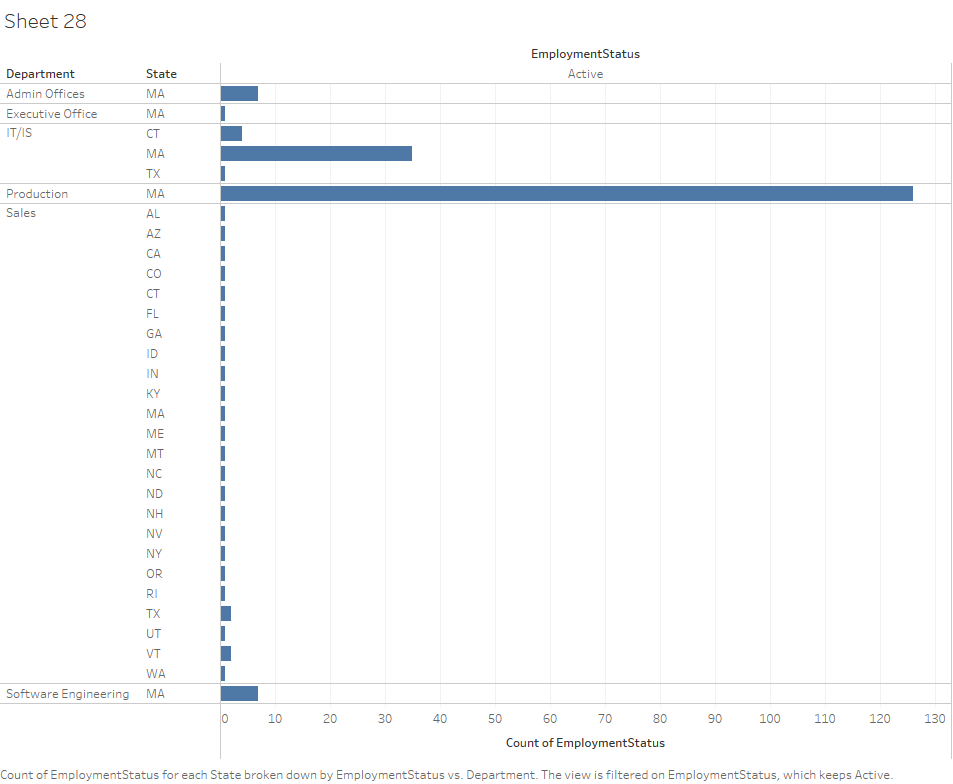 Sheet 28
EmploymentStatus
Department State Active
Admin Offices MA
Executive Office MA
IT/IS CT
MA
TX
Production MA
Sales AL
AZ
CA
CO
CT
FL
GA
ID
IN
KY
MA
ME
MT
NC
ND
NH
NV
NY
OR
RI
TX
UT
VT
WA
Software Engineering MA
0 10 20 30 40 50 60 70 80 90 100 110 120 130
Count of EmploymentStatus
Count of EmploymentStatus for each State broken down by EmploymentStatus vs. Department. The view is filtered on EmploymentStatus, which keeps Active.